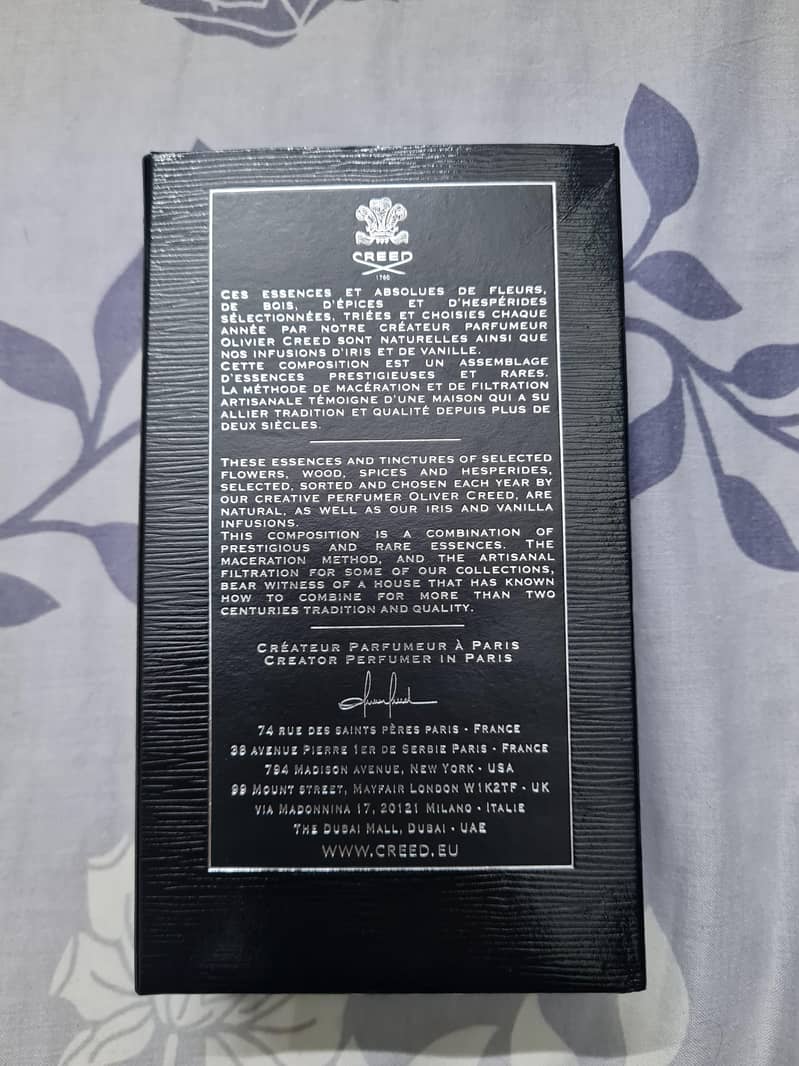 CREED
1760
CES ESSENCES ET ABSOLUES DE FLEURS,
DE BOIS, D'ÉPICES ET D'HESPÉRIDES
SÉLECTIONNÉES, TRIÉES ET CHOISIES CHAQUE
ANNÉE PAR NOTRE CRÉATEUR PARFUMEUR
OLIVIER CREED SONT NATURELLES AINSI QUE
NOS INFUSIONS D'IRIS ET DE VANILLE.
CETTE COMPOSITION EST UN ASSEMBLAGE
D'ESSENCES PRESTIGIEUSES ET RARES.
LA MÉTHODE DE MACÉRATION ET DE FILTRATION
ARTISANALE TÉMOIGNE D'UNE MAISON QUI A SU
ALLIER TRADITION ET QUALITÉ DEPUIS PLUS DE
DEUX SIÈCLES.
THESE ESSENCES AND TINCTURES OF SELECTED
FLOWERS, WOOD, SPICES AND HESPERIDES,
SELECTED, SORTED AND CHOSEN EACH YEAR BY
OUR CREATIVE PERFUMER OLIVER CREED, ARE
NATURAL, AS WELL AS OUR IRIS AND VANILLA
INFUSIONS.
THIS COMPOSITION IS A COMBINATION OF
PRESTIGIOUS AND RARE ESSENCES. THE
MACERATION METHOD, AND THE ARTISANAL
FILTRATION FOR SOME OF OUR COLLECTIONS,
BEAR WITNESS OF A HOUSE THAT HAS KNOWN
HOW TO COMBINE FOR MORE THAN TWO
CENTURIES TRADITION AND QUALITY.
CRÉATEUR PARFUMEUR À PARIS
CREATOR PERFUMER IN PARIS
74 RUE DES SAINTS PÈRES PARIS - FRANCE
38 AVENUE PIERRE 1ER DE SERBIE PARIS - FRANCE
794 MADISON AVENUE, NEW YORK - USA
99 MOUNT STREET, MAYFAIR LONDON W1K2TF - UK
VIA MADONNINA 17, 20121 MILANO - ITALIE
THE DUBAI MALL, DUBAI - UAE
WWW.CREED.EU